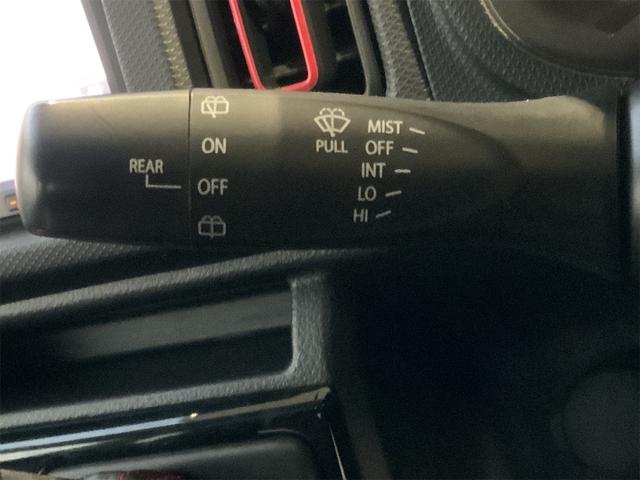 REAR
ON
OFF
PULL
MIST
OFF
INT
LO
HI